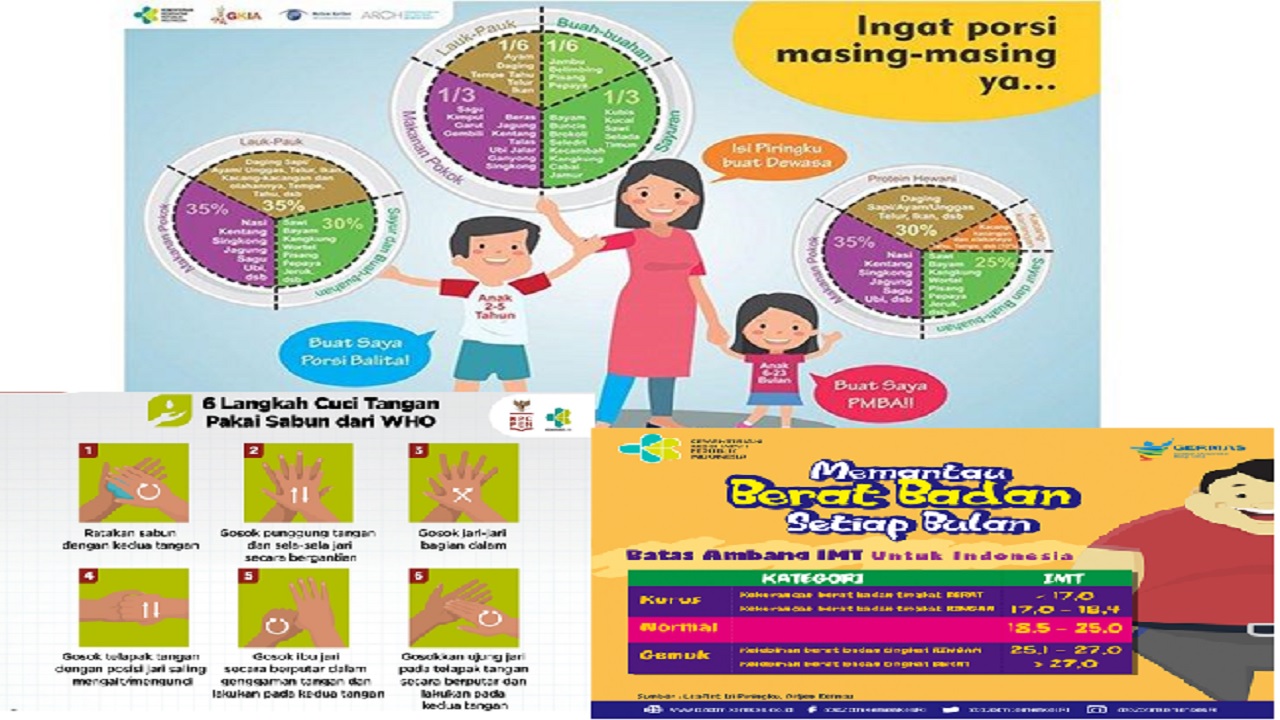 KEMENTERIAN
KESEHATAN
REPUBLIK
INDONESIA
GKIA
ARCH
Ingat porsi
masing-masing
ya...
Lauk-Pauk
Buah-buahan
Sayuran
Makanan Pokok
1/6
Ayam
Daging
Tempe Tahu
Telur
Ikan
1/6
Jambu
Belimbing
Pisang
Pepaya
1/3
Sagu
Kimpul
Garut
Gembili
Beras
Jagung
Kentang
Talas
Ubi Jalar
Ganyong
Singkong
1/3
Bayam
Buncis
Brokoli
Seledri
Kecambah
Kangkung
Cabai
Jamur
Kubis
Kucai
Sawi
Selada
Timun
Isi Piringku
buat Dewasa
Lauk-Pauk
Makanan Pokok
Sayur dan Buah-buahan
Daging Sapi/
Ayam/ Unggas, Telur, Ikan,
Kacang-kacangan dan
olahannya, Tempe,
Tahu, dsb
35%
35%
Nasi
Kentang
Singkong
Jagung
Sagu
Ubi,
dsb
30%
Sawi
Bayam
Kangkung
Wortel
Pisang
Pepaya
Jeruk,
dsb
Anak
2-5
Tahun
Buat Saya
Porsi Balita!
Protein Hewani
Makanan Pokok
Sayur dan Buah-buahan
Daging
Sapi/Ayam/Unggas
Telur, Ikan, dsb
30%
35%
Nasi
Kentang
Singkong
Jagung
Sagu
Ubi, dsb
25%
Sawi
Bayam
Kangkung
Wortel
Pisang
Pepaya
Jeruk,
dsb
Anak
6-23
Bulan
Buat Saya
PMBA!!
6 Langkah Cuci Tangan
Pakai Sabun dari WHO
1
Ratakan sabun
dengan kedua tangan
2
Gosok punggung tangan
dan sela-sela jari
secara bergantian
3
Gosok jari-jari
bagian dalam
4
Gosok telapak tangan
dengan posisi jari saling
mengait/mengunci
5
Gosok ibu jari
secara berputar dalam
genggaman tangan dan
lakukan pada kedua tangan
6
Gosokkan ujung jari
pada telapak tangan
secara berputar dan
lakukan pada
kedua tangan
KEMENTERIAN
KESEHATAN
REPUBLIK
INDONESIA
GERMAS
Memantau
Berat Badan
Setiap Bulan
Batas Ambang IMT Untuk Indonesia
KATEGORI IMT
Kurus
Kekurangan berat badan tingkat BERAT < 17,0
Kekurangan berat badan tingkat RINGAN 17,0 - 18,4
Normal 18,5 - 25,0
Gemuk
Kelebihan berat badan tingkat RINGAN 25,1 - 27,0
Kelebihan berat badan tingkat BERAT > 27,0
Sumber : Leaflet Isi Piringku,